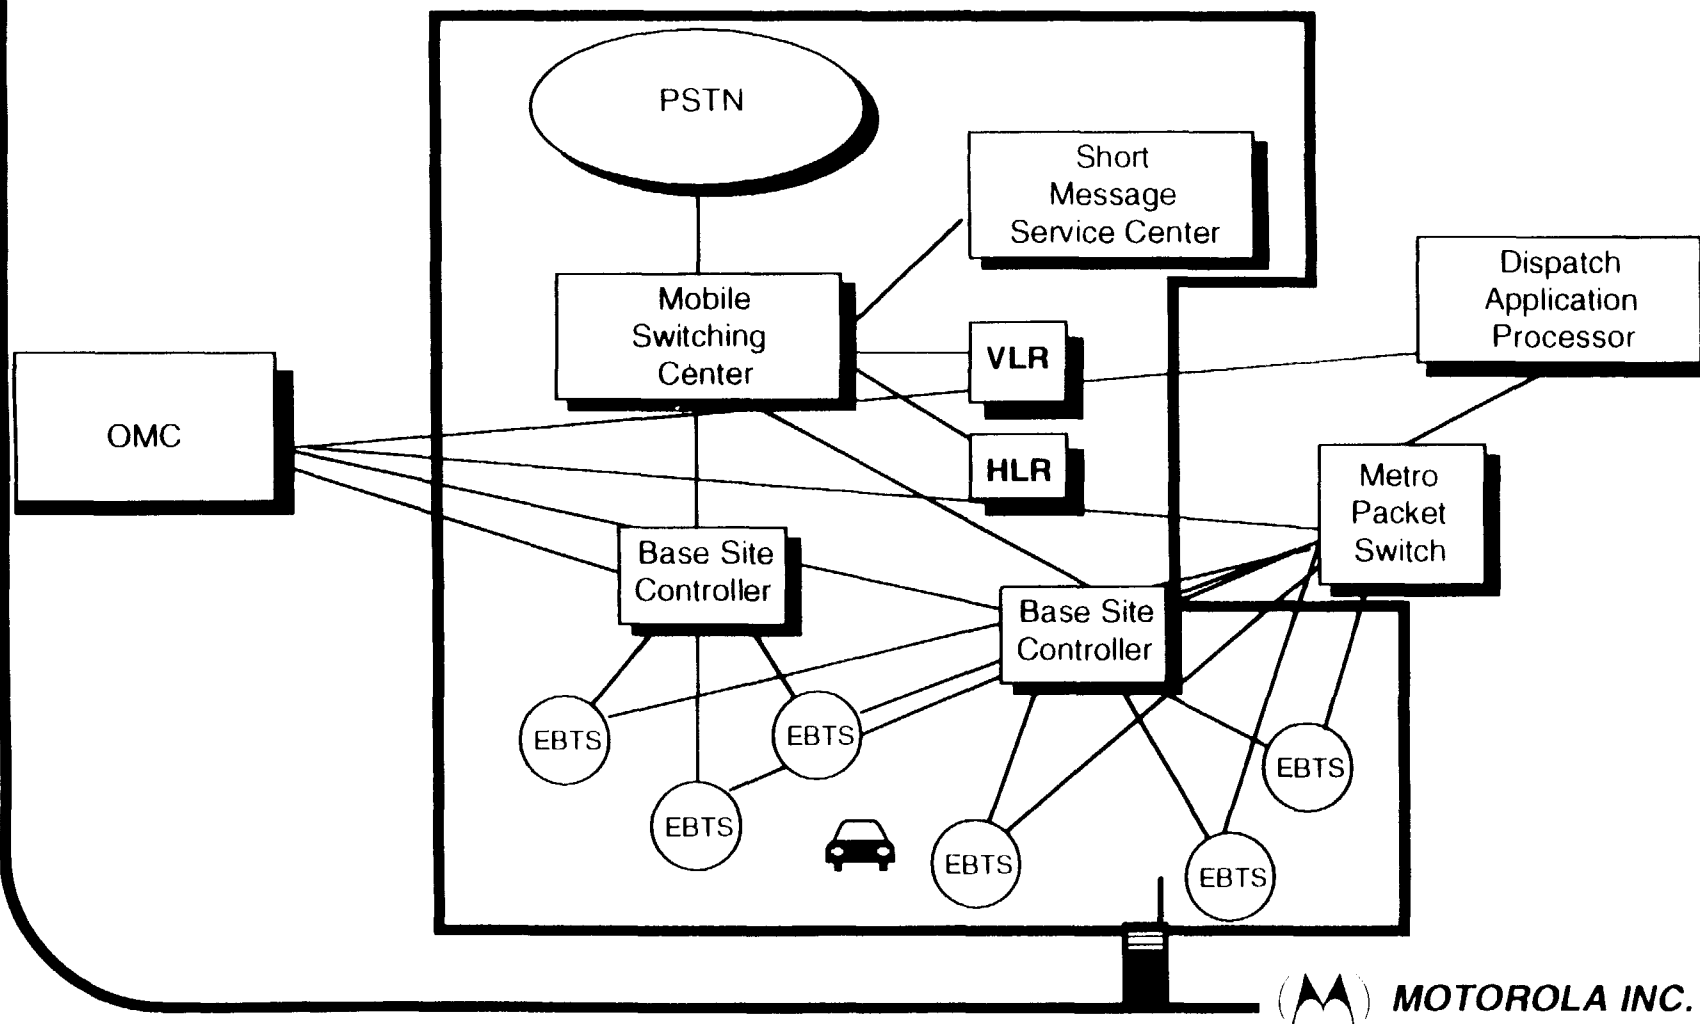 PSTN
Short
Message
Service Center
Dispatch
Application
Processor
Mobile
Switching
Center
VLR
OMC
HLR
Metro
Packet
Switch
Base Site
Controller
Base Site
Controller
EBTS
EBTS
EBTS
EBTS
EBTS
EBTS
MOTOROLA INC.